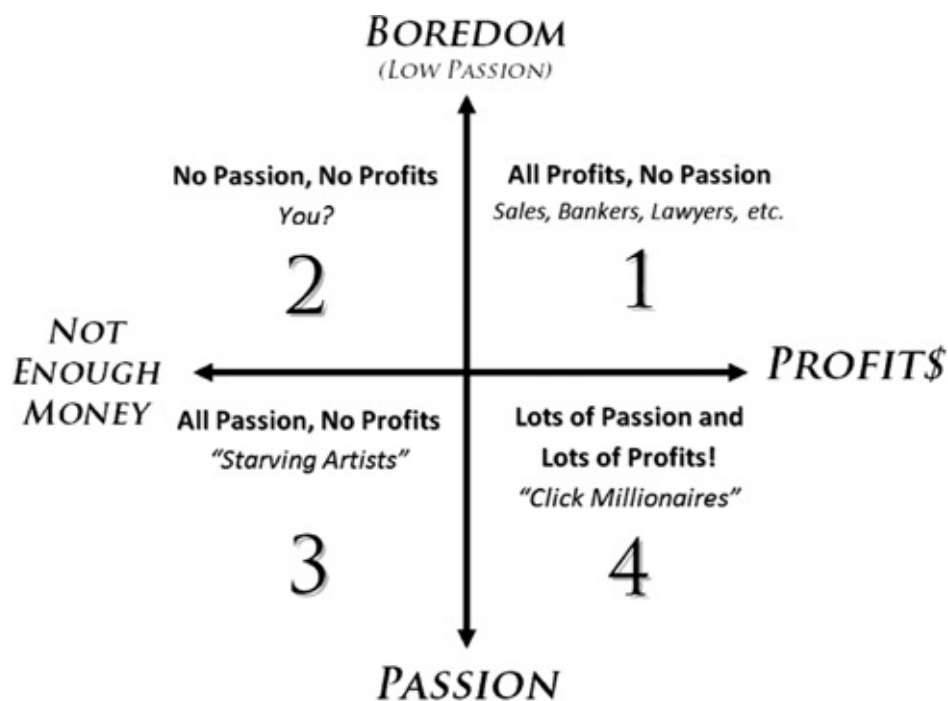 BOREDOM
(LOW PASSION)
No Passion, No Profits
You?
2
All Profits, No Passion
Sales, Bankers, Lawyers, etc.
1
NOT
ENOUGH
MONEY
PROFIT$
All Passion, No Profits
“Starving Artists”
3
Lots of Passion and
Lots of Profits!
“Click Millionaires”
4
PASSION